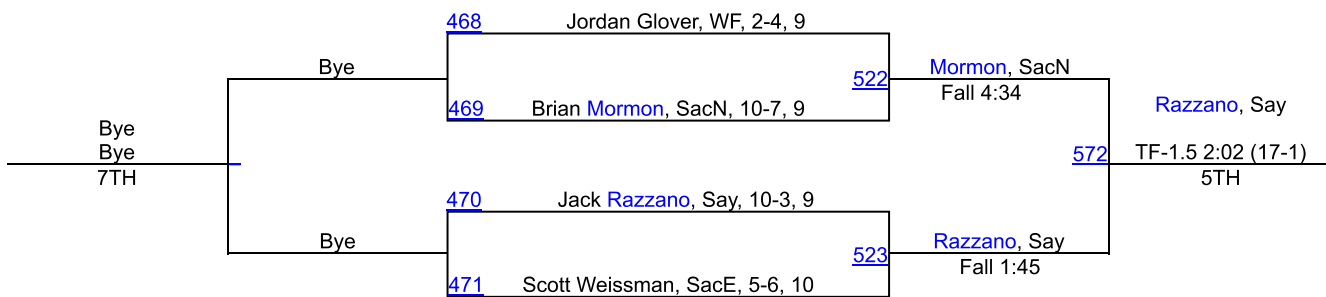 468
Jordan Glover, WF, 2-4, 9
Bye
522
Mormon, SacN
Fall 4:34
469
Brian Mormon, SacN, 10-7, 9
Razzano, Say
Bye
Bye
7TH
572
TF-1.5 2:02 (17-1)
5TH
470
Jack Razzano, Say, 10-3, 9
Bye
523
Razzano, Say
Fall 1:45
471
Scott Weissman, SacE, 5-6, 10